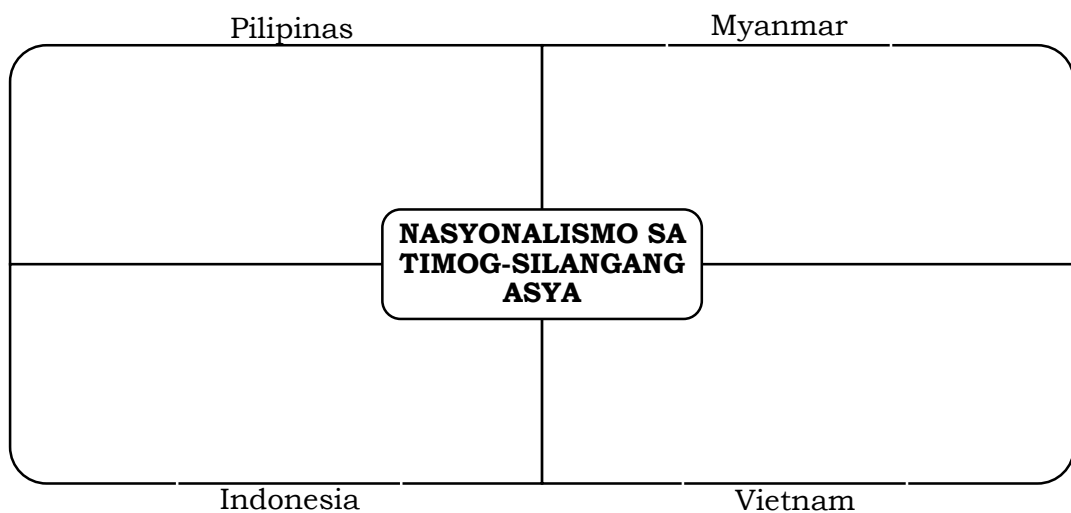 Pilipinas
Myanmar
NASYONALISMO SA
TIMOG-SILANGANG
ASYA
Indonesia
Vietnam